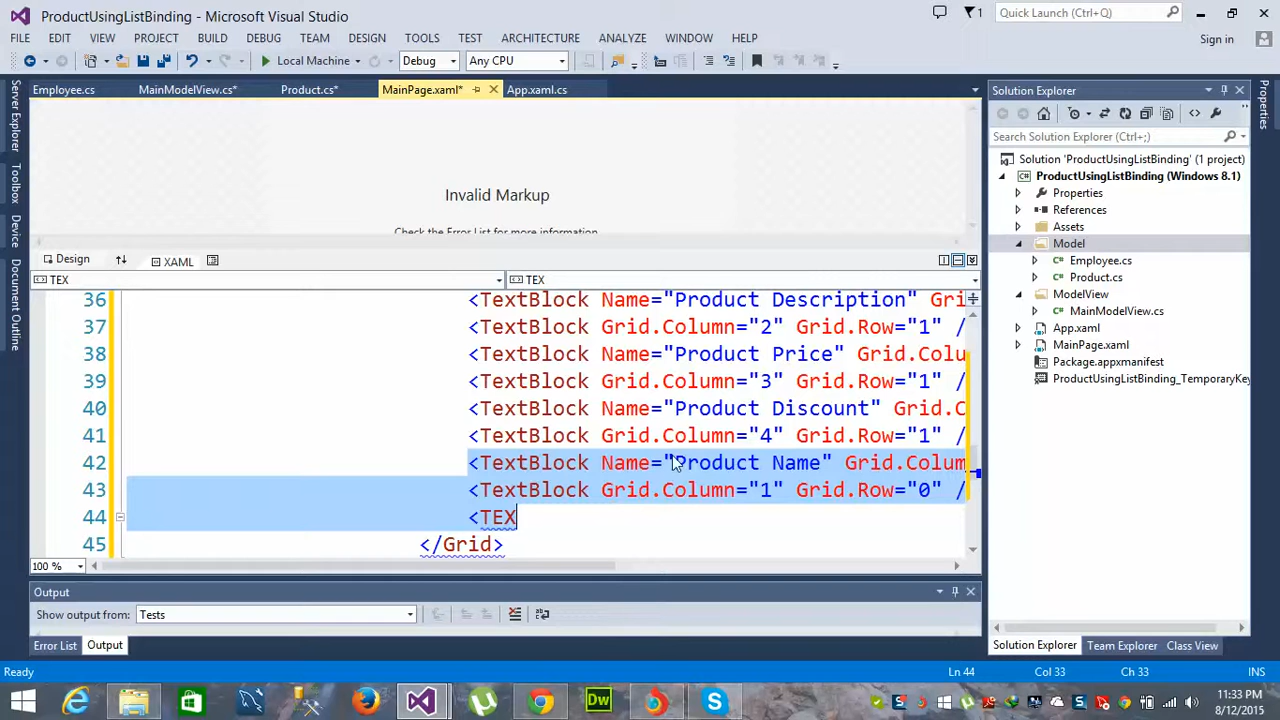 ProductUsingListBinding - Microsoft Visual Studio
1
Quick Launch (Ctrl+Q)
FILE EDIT VIEW PROJECT BUILD DEBUG TEAM DESIGN TOOLS TEST ARCHITECTURE ANALYZE WINDOW HELP
Sign in
Local Machine Debug Any CPU
Employee.cs MainModelView.cs* Product.cs* MainPage.xaml* App.xaml.cs
Server Explorer
Toolbox
Device
Document Outline
Invalid Markup
Check the Error List for more information
Design XAML
TEX TEX
36 <TextBlock Name="Product Description" Gri
37 <TextBlock Grid.Column="2" Grid.Row="1" /
38 <TextBlock Name="Product Price" Grid.Colu
39 <TextBlock Grid.Column="3" Grid.Row="1" /
40 <TextBlock Name="Product Discount" Grid.C
41 <TextBlock Grid.Column="4" Grid.Row="1" /
42 <TextBlock Name="Product Name" Grid.Colum
43 <TextBlock Grid.Column="1" Grid.Row="0" /
44 <TEX
45 </Grid>
100 %
Output
Show output from: Tests
Error List Output
Solution Explorer
Search Solution Explorer (Ctrl+;)
Solution 'ProductUsingListBinding' (1 project)
ProductUsingListBinding (Windows 8.1)
Properties
References
Assets
Model
Employee.cs
Product.cs
ModelView
MainModelView.cs
App.xaml
MainPage.xaml
Package.appxmanifest
ProductUsingListBinding_TemporaryKey
Solution Explorer Team Explorer Class View
Properties
Ready Ln 44 Col 33 Ch 33 INS
Dw
11:33 PM
8/12/2015